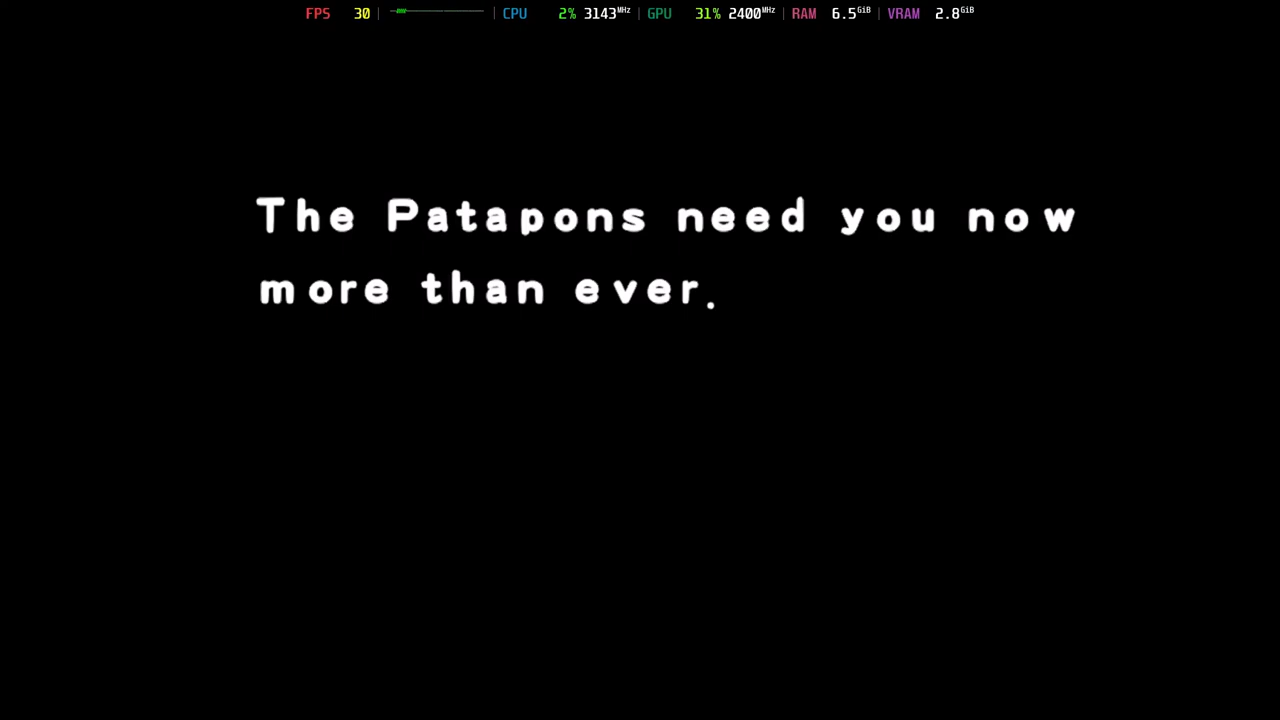 FPS 30 | CPU 2% 3143MHz | GPU 31% 2400MHz | RAM 6.5GiB | VRAM 2.8GiB
The Patapons need you now
more than ever.